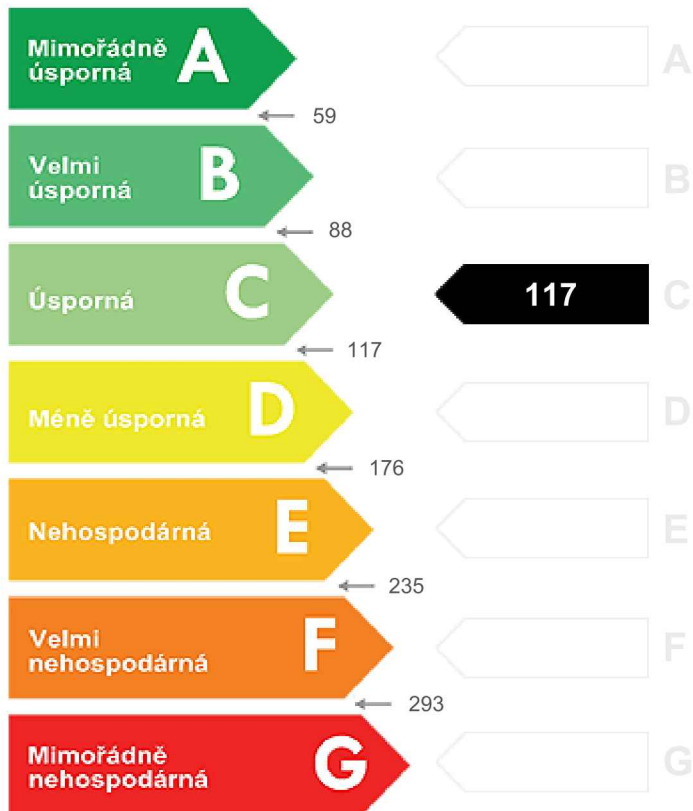 Mimořádně
úsporná
A
A
59
Velmi
úsporná
B
B
88
Úsporná
C
117
C
117
Méně úsporná
D
D
176
Nehospodárná
E
E
235
Velmi
nehospodárná
F
F
293
Mimořádně
nehospodárná
G
G